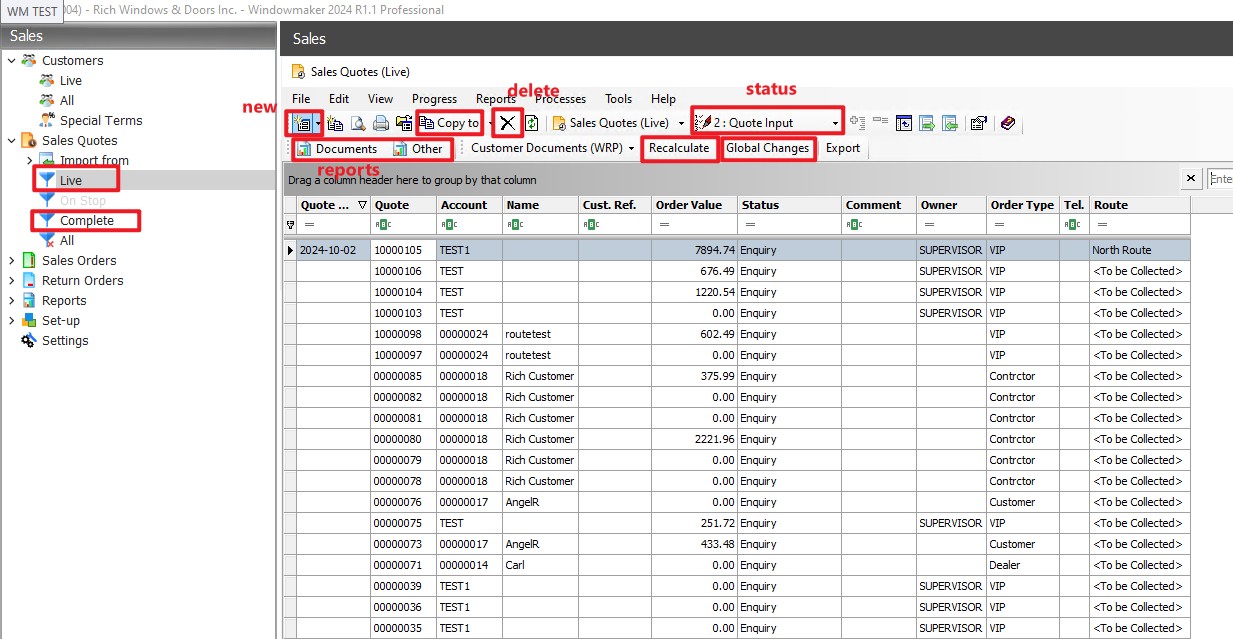 WM TEST 004) - Rich Windows & Doors Inc. - Windowmaker 2024 R1.1 Professional
Sales
Customers
Live
All
Special Terms
Sales Quotes
Import from
Live
On Stop
Complete
All
Sales Orders
Return Orders
Reports
Set-up
Settings
Sales
Sales Quotes (Live)
delete status
File Edit View Progress Reports Processes Tools Help
new Copy to Sales Quotes (Live) 2 : Quote Input
Documents Other Customer Documents (WRP) Recalculate Global Changes Export
reports
Drag a column header here to group by that column Enter
Quote ... Quote Account Name Cust. Ref. Order Value Status Comment Owner Order Type Tel. Route
= ABC ABC ABC ABC = = ABC = = ABC =
2024-10-02 10000105 TEST1 7894.74 Enquiry SUPERVISOR VIP North Route
10000106 TEST 676.49 Enquiry SUPERVISOR VIP <To be Collected>
10000104 TEST 1220.54 Enquiry SUPERVISOR VIP <To be Collected>
10000103 TEST 0.00 Enquiry SUPERVISOR VIP <To be Collected>
10000098 00000024 routetest 602.49 Enquiry VIP <To be Collected>
10000097 00000024 routetest 0.00 Enquiry VIP <To be Collected>
00000085 00000018 Rich Customer 375.99 Enquiry Contrctor <To be Collected>
00000082 00000018 Rich Customer 0.00 Enquiry Contrctor <To be Collected>
00000081 00000018 Rich Customer 0.00 Enquiry Contrctor <To be Collected>
00000080 00000018 Rich Customer 2221.96 Enquiry Contrctor <To be Collected>
00000079 00000018 Rich Customer 0.00 Enquiry Contrctor <To be Collected>
00000078 00000018 Rich Customer 0.00 Enquiry Contrctor <To be Collected>
00000076 00000017 AngelR 0.00 Enquiry Customer <To be Collected>
00000075 TEST 251.72 Enquiry SUPERVISOR VIP <To be Collected>
00000073 00000017 AngelR 433.48 Enquiry Customer <To be Collected>
00000071 00000014 Carl 0.00 Enquiry Dealer <To be Collected>
00000039 TEST1 0.00 Enquiry SUPERVISOR VIP <To be Collected>
00000036 TEST1 0.00 Enquiry SUPERVISOR VIP <To be Collected>
00000035 TEST1 0.00 Enquiry SUPERVISOR VIP <To be Collected>